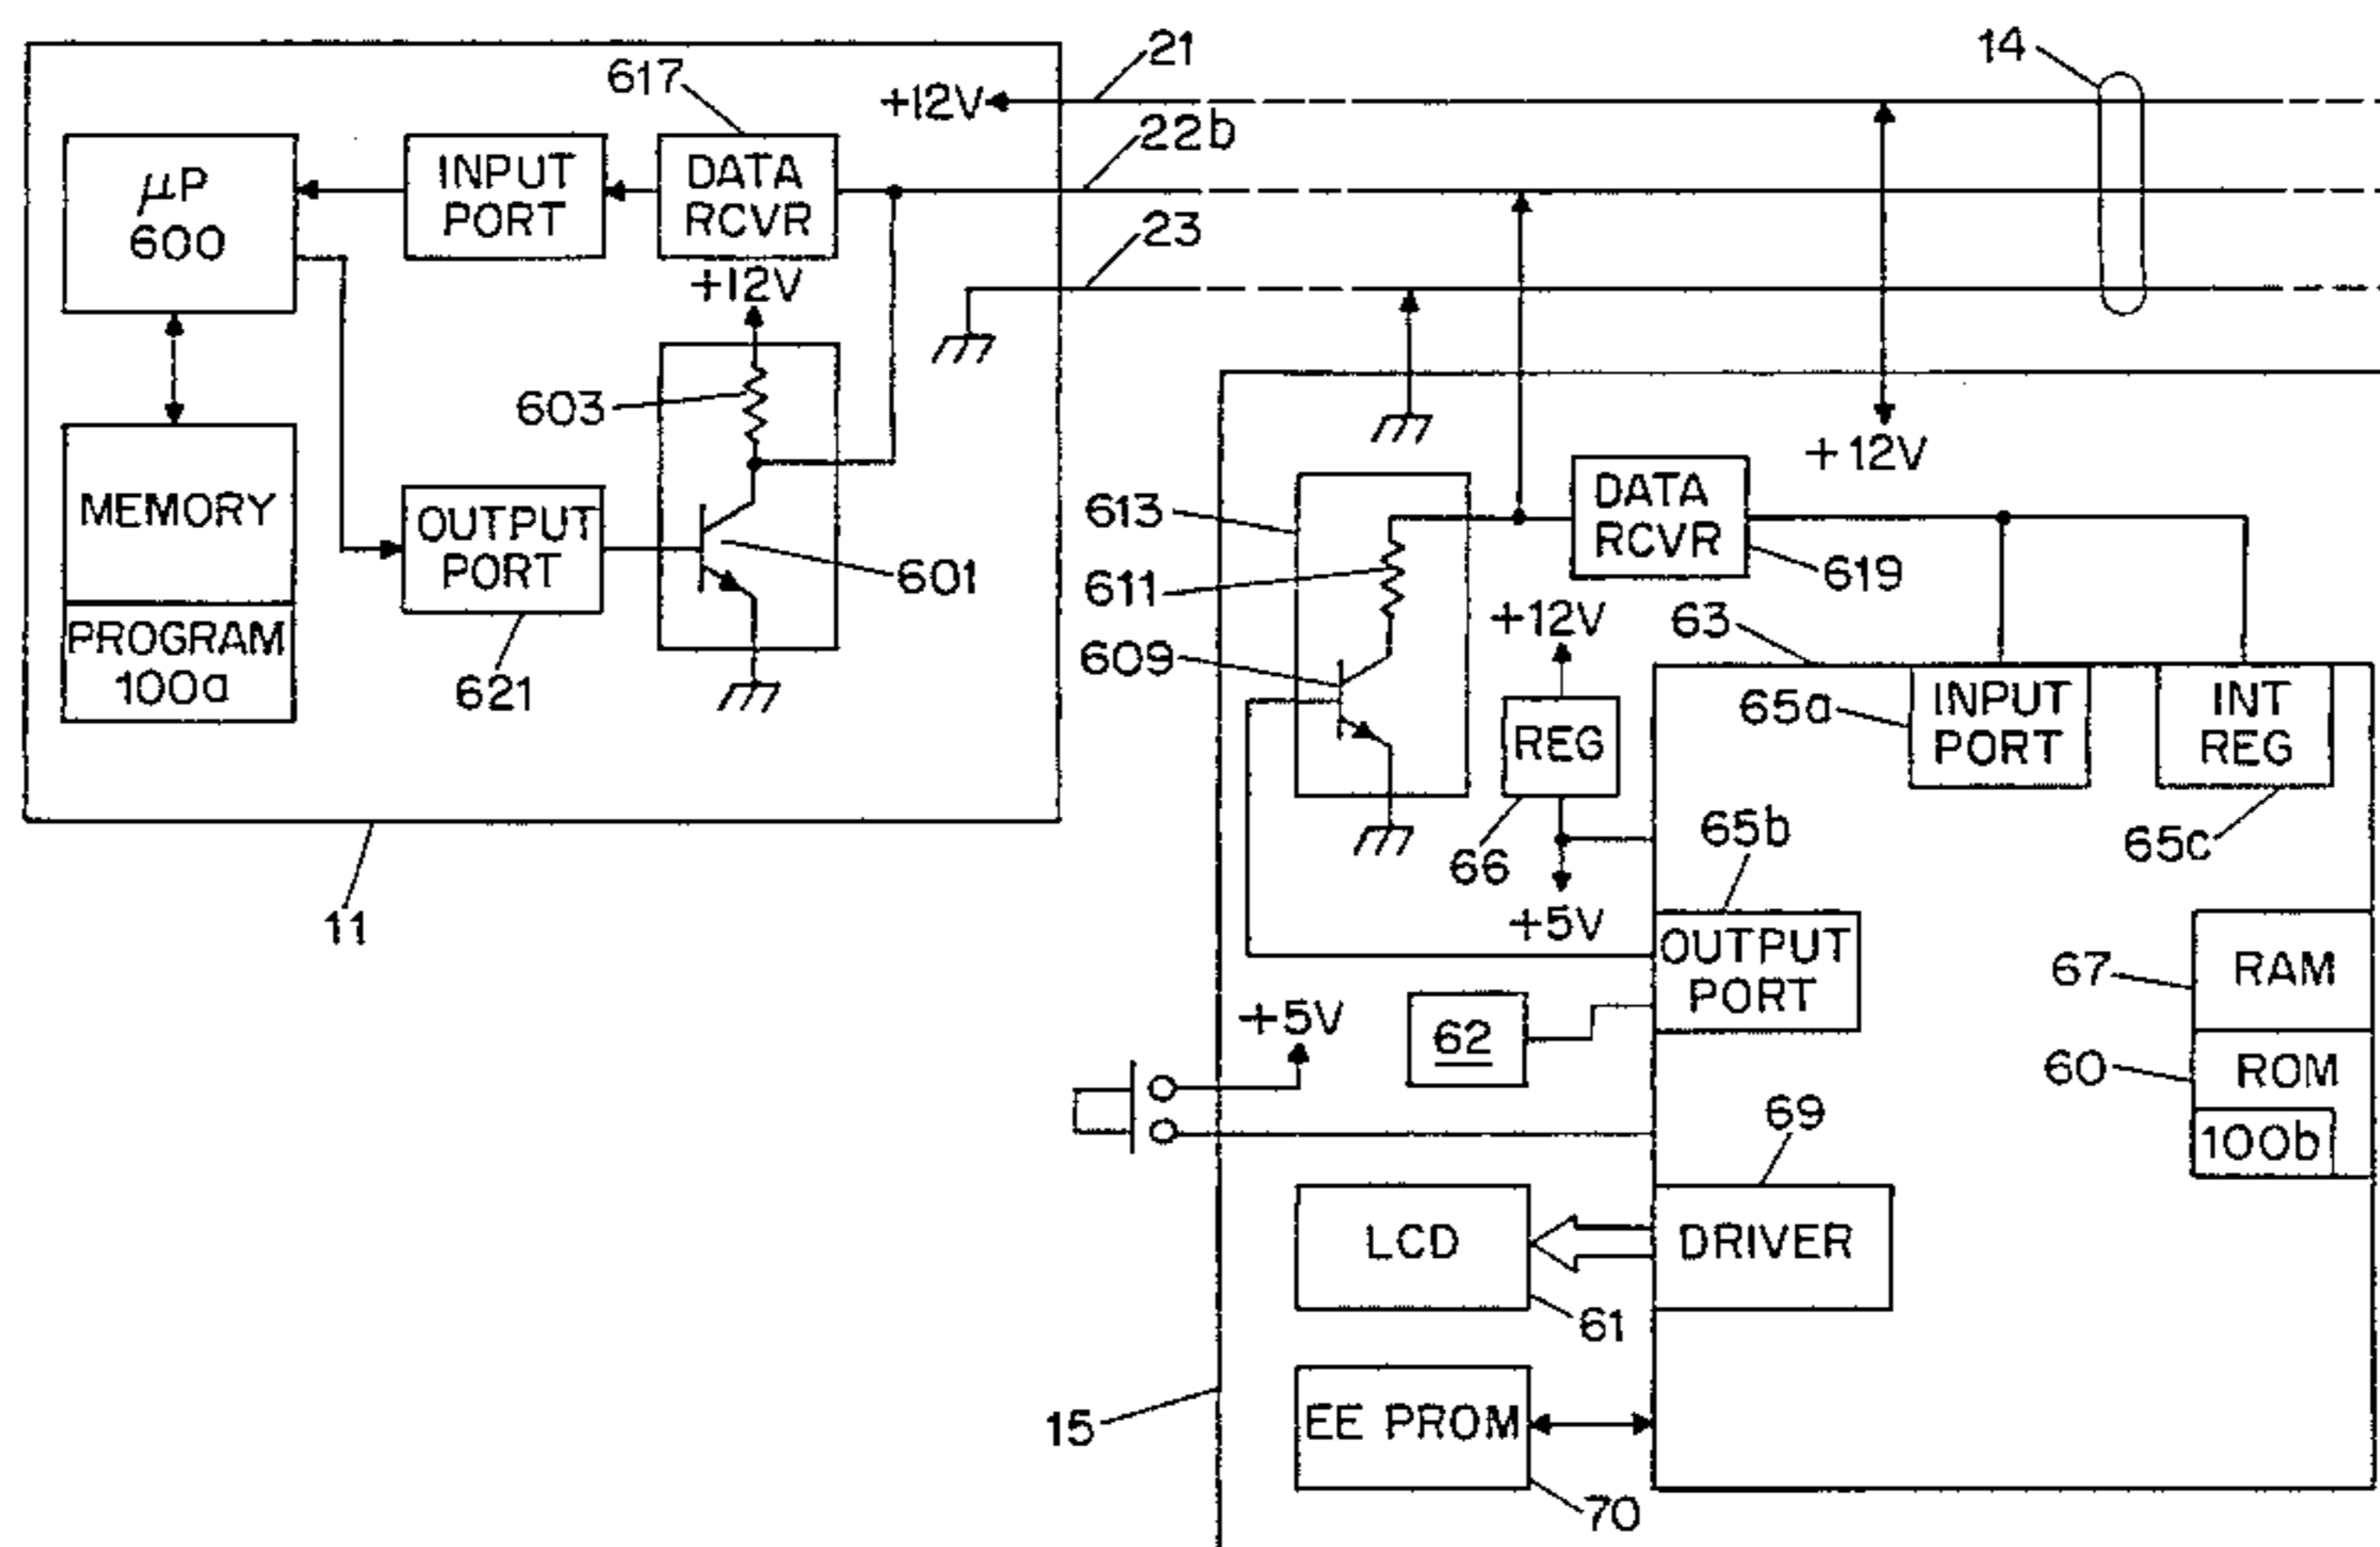 21
14
617
+12V
22b
μP
600
INPUT
PORT
DATA
RCVR
23
+12V
603
MEMORY
PROGRAM
100a
OUTPUT
PORT
621
601
11
+12V
613
DATA
RCVR
619
611
609
+12V
63
REG
66
+5V
65a
INPUT
PORT
INT
REG
65c
65b
OUTPUT
PORT
67
RAM
60
ROM
100b
62
+5V
69
LCD
DRIVER
61
15
EE PROM
70